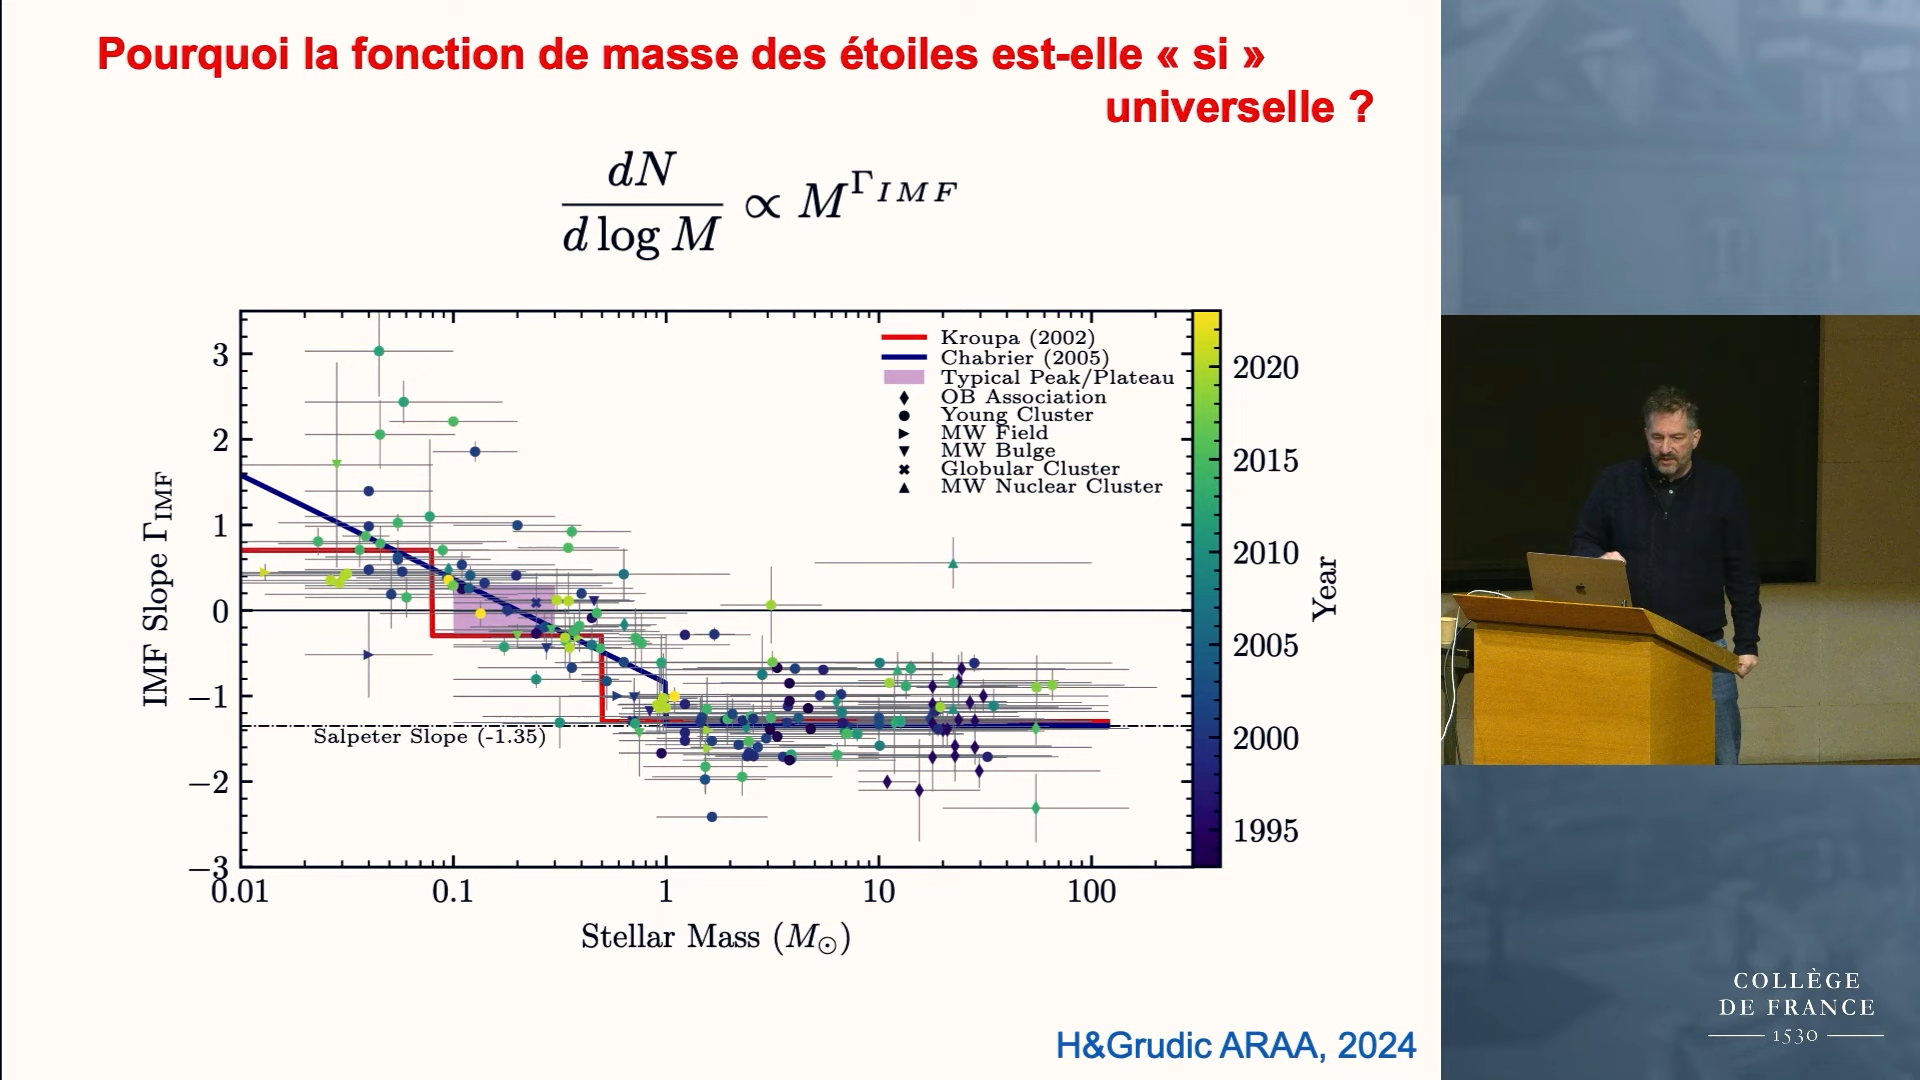 Pourquoi la fonction de masse des étoiles est-elle « si »
universelle ?
dN
d log M
∝ M^Γ_IMF
Kroupa (2002)
Chabrier (2005)
Typical Peak/Plateau
OB Association
Young Cluster
MW Field
MW Bulge
Globular Cluster
MW Nuclear Cluster
Salpeter Slope (-1.35)
IMF Slope Γ_IMF
3
2
1
0
−1
−2
−3
0.01
0.1
1
10
100
Stellar Mass (M_⊙)
2020
2015
2010
2005
2000
1995
Year
H&Grudic ARAA, 2024
COLLÈGE
DE FRANCE
1530